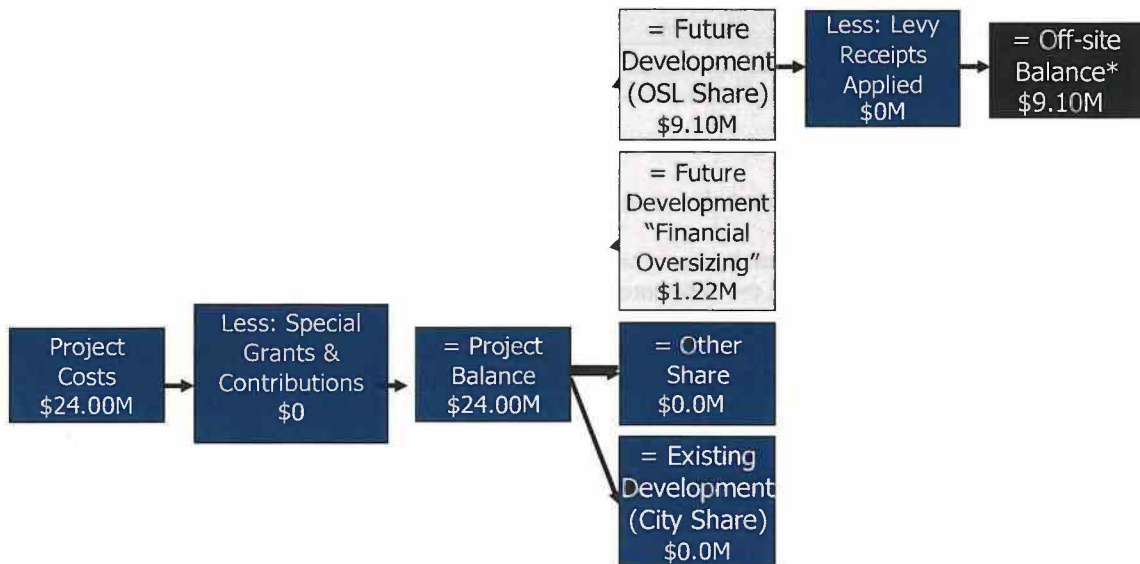 = Future
Development
(OSL Share)
$9.10M
Less: Levy
Receipts
Applied
$0M
= Off-site
Balance*
$9.10M
= Future
Development
“Financial
Oversizing”
$1.22M
Project
Costs
$24.00M
Less: Special
Grants &
Contributions
$0
= Project
Balance
$24.00M
= Other
Share
$0.0M
= Existing
Development
(City Share)
$0.0M